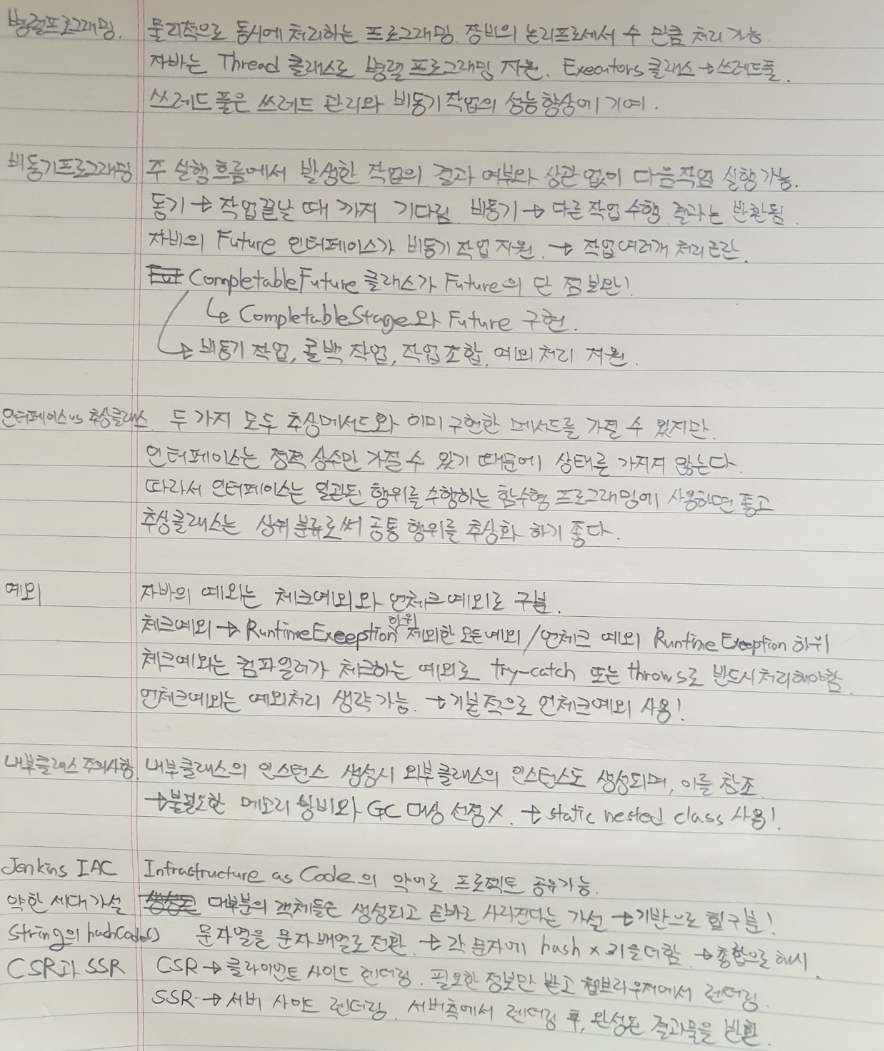 병렬프로그래밍. 물리적으로 동시에 처리하는 프로그래밍. 장비의 논리프로세서 수 만큼 처리 가능
자바는 Thread 클래스로 병렬 프로그래밍 지원. Executors 클래스 → 쓰레드풀.
쓰레드 풀은 쓰레드 관리와 비동기 작업의 성능향상에 기여.
비동기프로그래밍 주 실행흐름에서 발생한 작업의 결과 여부와 상관 없이 다음작업 실행가능.
동기 → 작업끝날 때 까지 기다림 비동기 → 다른 작업 수행 결과는 반환됨
자바의 Future 인터페이스가 비동기 작업 지원. → 작업여러개 처리곤란.
CompletableFuture 클래스가 Future의 단 점보완!
↳ CompletableStage와 Future 구현.
→ 비동기 작업, 콜백 작업, 작업조합, 예외처리 지원.
인터페이스 vs 추상클래스. 두 가지 모두 추상메서드와 이미 구현한 메서드를 가질 수 있지만.
인터페이스는 정적 상수만 가질 수 있기 때문에 상태를 가지지 않는다.
따라서 인터페이스는 일관된 행위를 수행하는 함수형 프로그래밍에 사용하면 좋고
추상클래스는 상위 분류로써 공통 행위를 추상화 하기 좋다.
예외 자바의 예외는 체크예외와 언체크예외로 구분.
체크예외 → RuntimeExeeption 하위 제외한 모든예외 / 언체크 예외 RuntimeExeption 하위
체크예외는 컴파일러가 체크하는 예외로 try-catch 또는 throws로 반드시처리해야함.
언체크예외는 예외처리 생략가능. → 기본적으로 언체크예외 사용!
내부클래스 주의사항. 내부클래스의 인스턴스 생성시 외부클래스의 인스턴스도 생성되며, 이를 참조.
→ 불필요한 메모리 낭비와 GC 대상 선정 X. → static nested class 사용!
Jenkins IAC Infrastructure as Code의 약어로 프로젝트 공유가능.
약한 세대가설 대부분의 객체들은 생성되고 곧바로 사라진다는 가설 → 기반으로 힙구분!
String의 hashCode() 문자열을 문자배열로전환. → 각 문자에 hash x 31을더함. → 종합으로 해시.
CSR과 SSR CSR → 클라이언트 사이드 렌더링. 필요한 정보만 받고 웹브라우저에서 렌더링.
SSR → 서버 사이드 렌더링. 서버측에서 렌더링 후, 완성된 결과물을 반환.